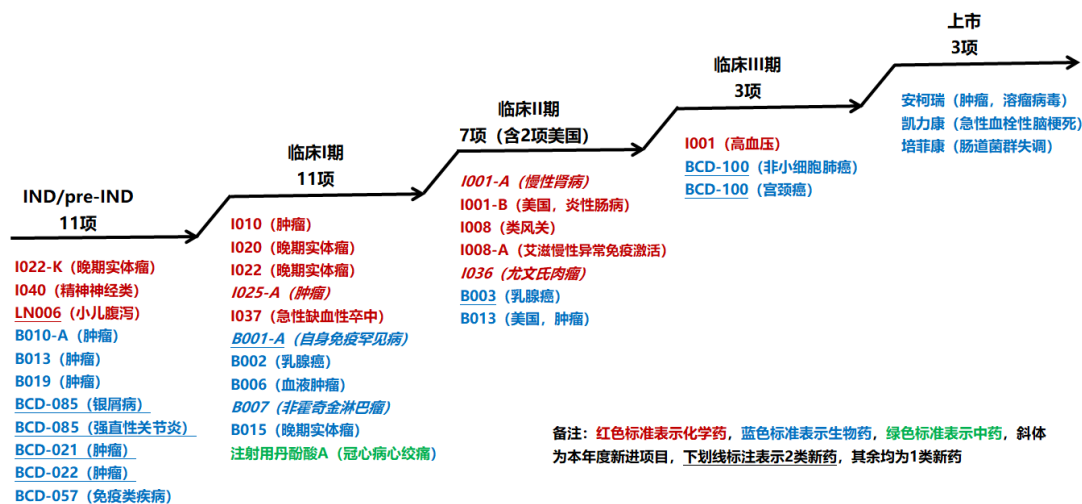 IND/pre-IND
11项
I022-K（晚期实体瘤）
I040（精神神经类）
LN006（小儿腹泻）
B010-A（肿瘤）
B013（肿瘤）
B019（肿瘤）
BCD-085（银屑病）
BCD-085（强直性关节炎）
BCD-021（肿瘤）
BCD-022（肿瘤）
BCD-057（免疫类疾病）
临床I期
11项
I010（肿瘤）
I020（晚期实体瘤）
I022（晚期实体瘤）
I025-A（肿瘤）
I037（急性缺血性卒中）
B001-A（自身免疫罕见病）
B002（乳腺癌）
B006（血液肿瘤）
B007（非霍奇金淋巴瘤）
B015（晚期实体瘤）
注射用丹酚酸A（冠心病心绞痛）
临床II期
7项（含2项美国）
I001-A（慢性肾病）
I001-B（美国，炎性肠病）
I008（类风关）
I008-A（艾滋慢性异常免疫激活）
I036（尤文氏肉瘤）
B003（乳腺癌）
B013（美国，肿瘤）
临床III期
3项
I001（高血压）
BCD-100（非小细胞肺癌）
BCD-100（宫颈癌）
上市
3项
安柯瑞（肿瘤，溶瘤病毒）
凯力康（急性血栓性脑梗死）
培菲康（肠道菌群失调）
备注：红色标准表示化学药，蓝色标准表示生物药，绿色标准表示中药，斜体
为本年度新进项目，下划线标注表示2类新药，其余均为1类新药